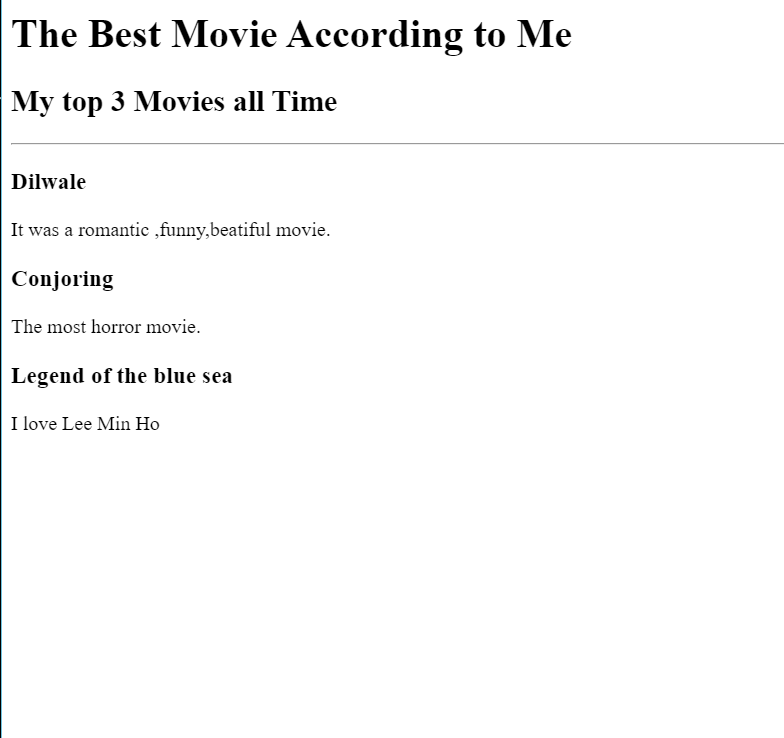 The Best Movie According to Me
My top 3 Movies all Time
Dilwale
It was a romantic ,funny,beatiful movie.
Conjoring
The most horror movie.
Legend of the blue sea
I love Lee Min Ho